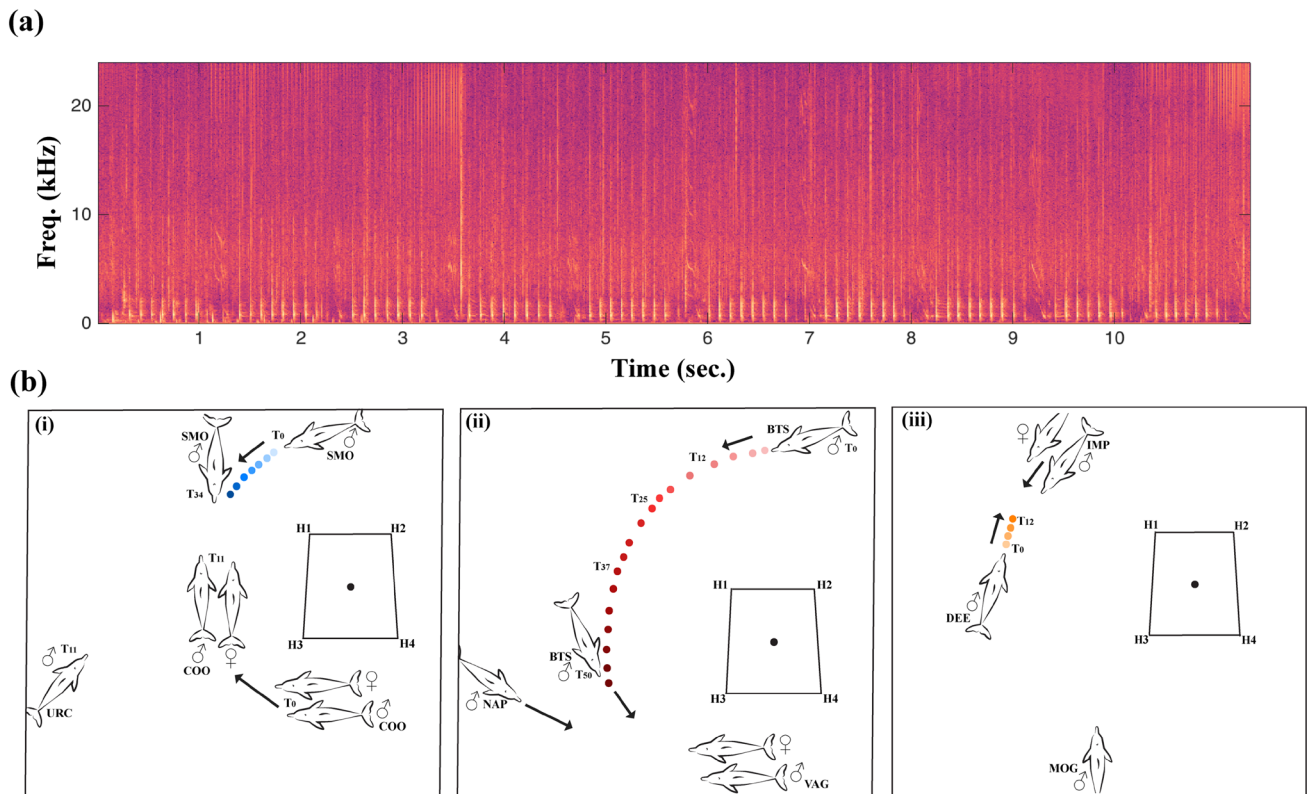 (a)
Freq. (kHz)
20
10
0
1 2 3 4 5 6 7 8 9 10
Time (sec.)
(b)
(i)
SMO
♂
T0
♂
SMO
T34
H1 H2
T11
H3 H4
♂ ♀
COO
♂ T11
URC
♀
T0
♂
COO
(ii)
BTS
♂ T0
T12
T25
T37
H1 H2
BTS
♂ T50
H3 H4
♂ NAP
♀
♂
VAG
(iii)
♀
IMP
♂
T12
T0
H1 H2
♂
DEE
H3 H4
MOG ♂